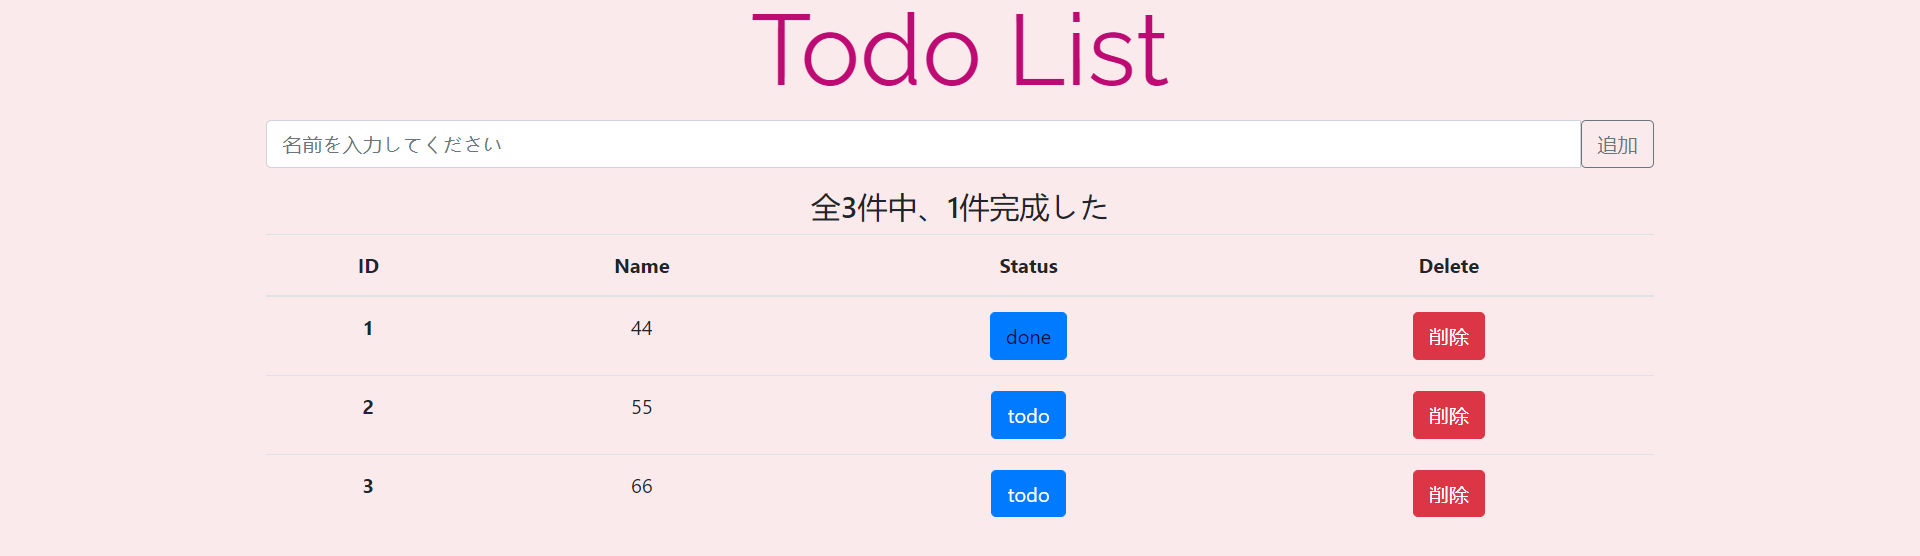 Todo List
名前を入力してください 追加
全3件中、1件完成した
ID Name Status Delete
1 44 done 削除
2 55 todo 削除
3 66 todo 削除